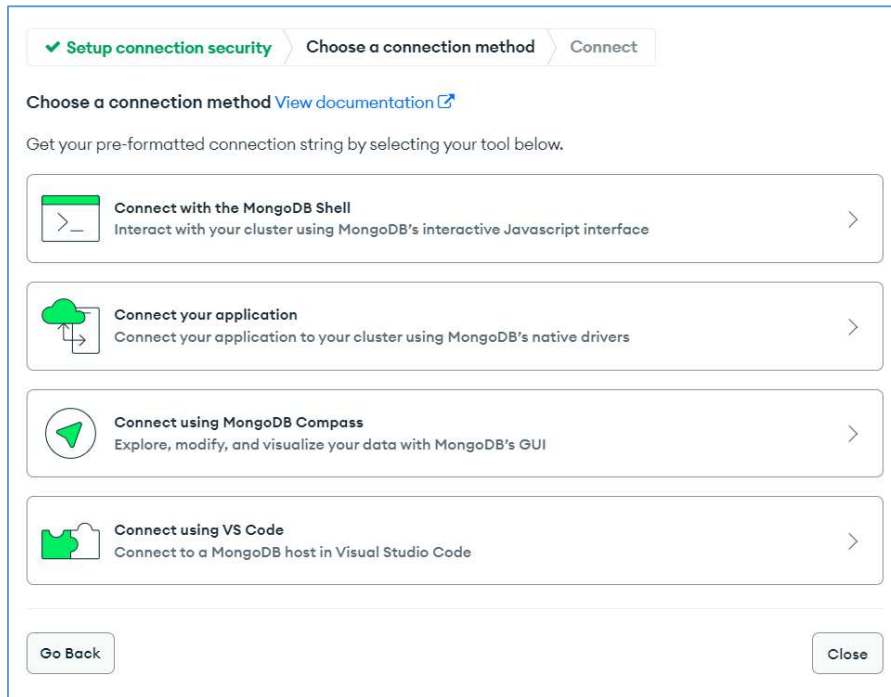 ✔ Setup connection security Choose a connection method Connect
Choose a connection method View documentation
Get your pre-formatted connection string by selecting your tool below.
Connect with the MongoDB Shell
Interact with your cluster using MongoDB's interactive Javascript interface
Connect your application
Connect your application to your cluster using MongoDB's native drivers
Connect using MongoDB Compass
Explore, modify, and visualize your data with MongoDB's GUI
Connect using VS Code
Connect to a MongoDB host in Visual Studio Code
Go Back Close